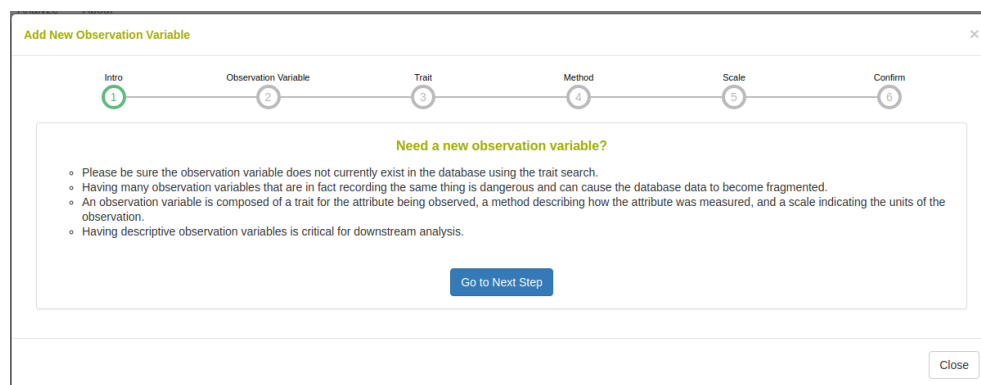 Add New Observation Variable
×
Intro
Observation Variable
Trait
Method
Scale
Confirm
1
2
3
4
5
6
Need a new observation variable?
Please be sure the observation variable does not currently exist in the database using the trait search.
Having many observation variables that are in fact recording the same thing is dangerous and can cause the database data to become fragmented.
An observation variable is composed of a trait for the attribute being observed, a method describing how the attribute was measured, and a scale indicating the units of the
observation.
Having descriptive observation variables is critical for downstream analysis.
Go to Next Step
Close